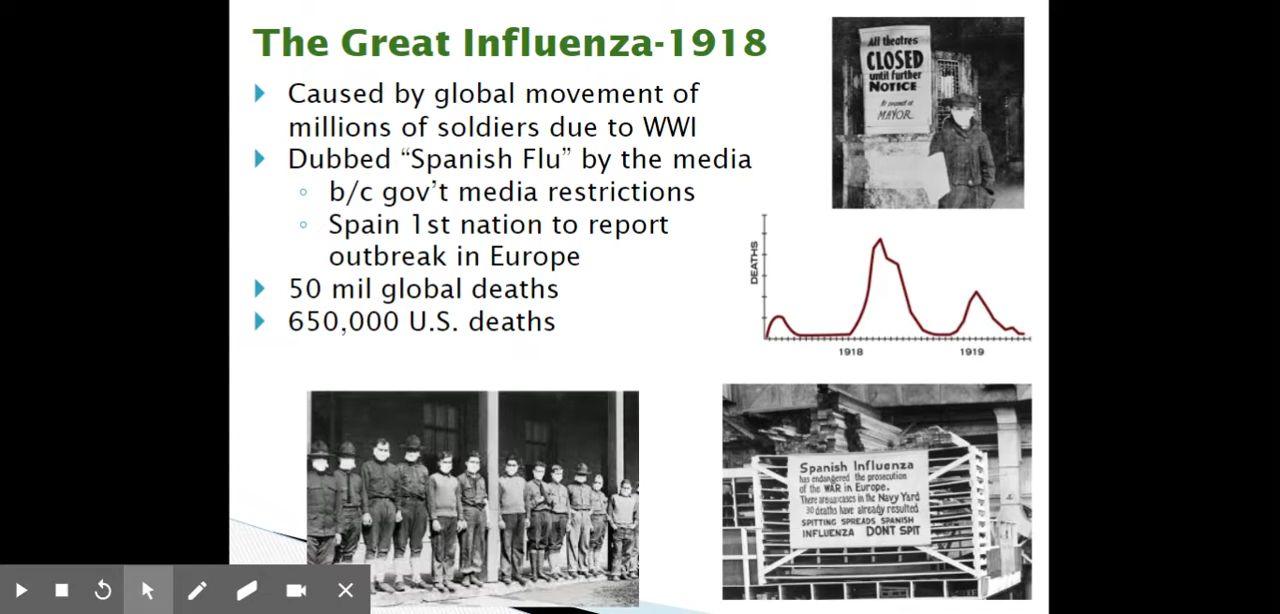 The Great Influenza-1918
Caused by global movement of
millions of soldiers due to WWI
Dubbed “Spanish Flu” by the media
b/c gov’t media restrictions
Spain 1st nation to report
outbreak in Europe
50 mil global deaths
650,000 U.S. deaths
All theatres
CLOSED
until further
NOTICE
At request of
MAYOR
DEATHS
1918
1919
Spanish Influenza
has endangered the prosecution
of the WAR in Europe.
There are cases in the Navy Yard
30 deaths have already resulted
SPITTING SPREADS SPANISH
INFLUENZA DONT SPIT